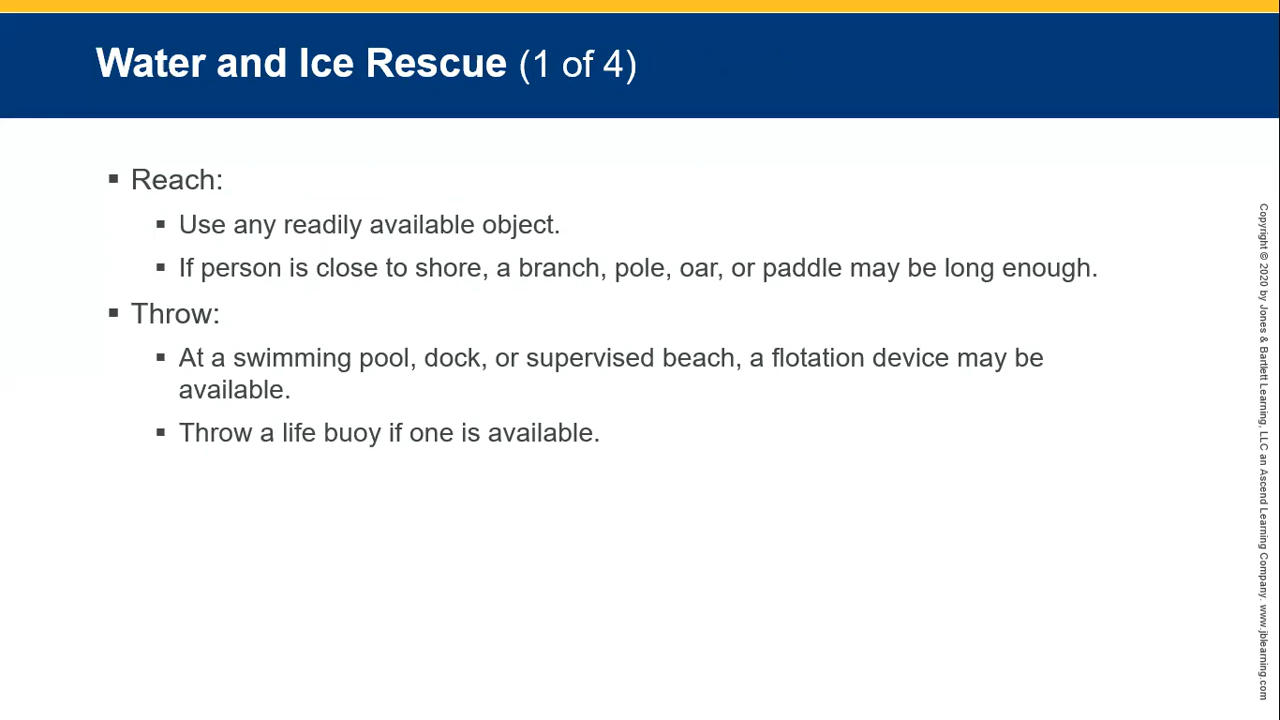 Water and Ice Rescue (1 of 4)
▪ Reach:
▪ Use any readily available object.
▪ If person is close to shore, a branch, pole, oar, or paddle may be long enough.
▪ Throw:
▪ At a swimming pool, dock, or supervised beach, a flotation device may be
available.
▪ Throw a life buoy if one is available.
Copyright © 2020 by Jones & Bartlett Learning, LLC an Ascend Learning Company. www.jblearning.com